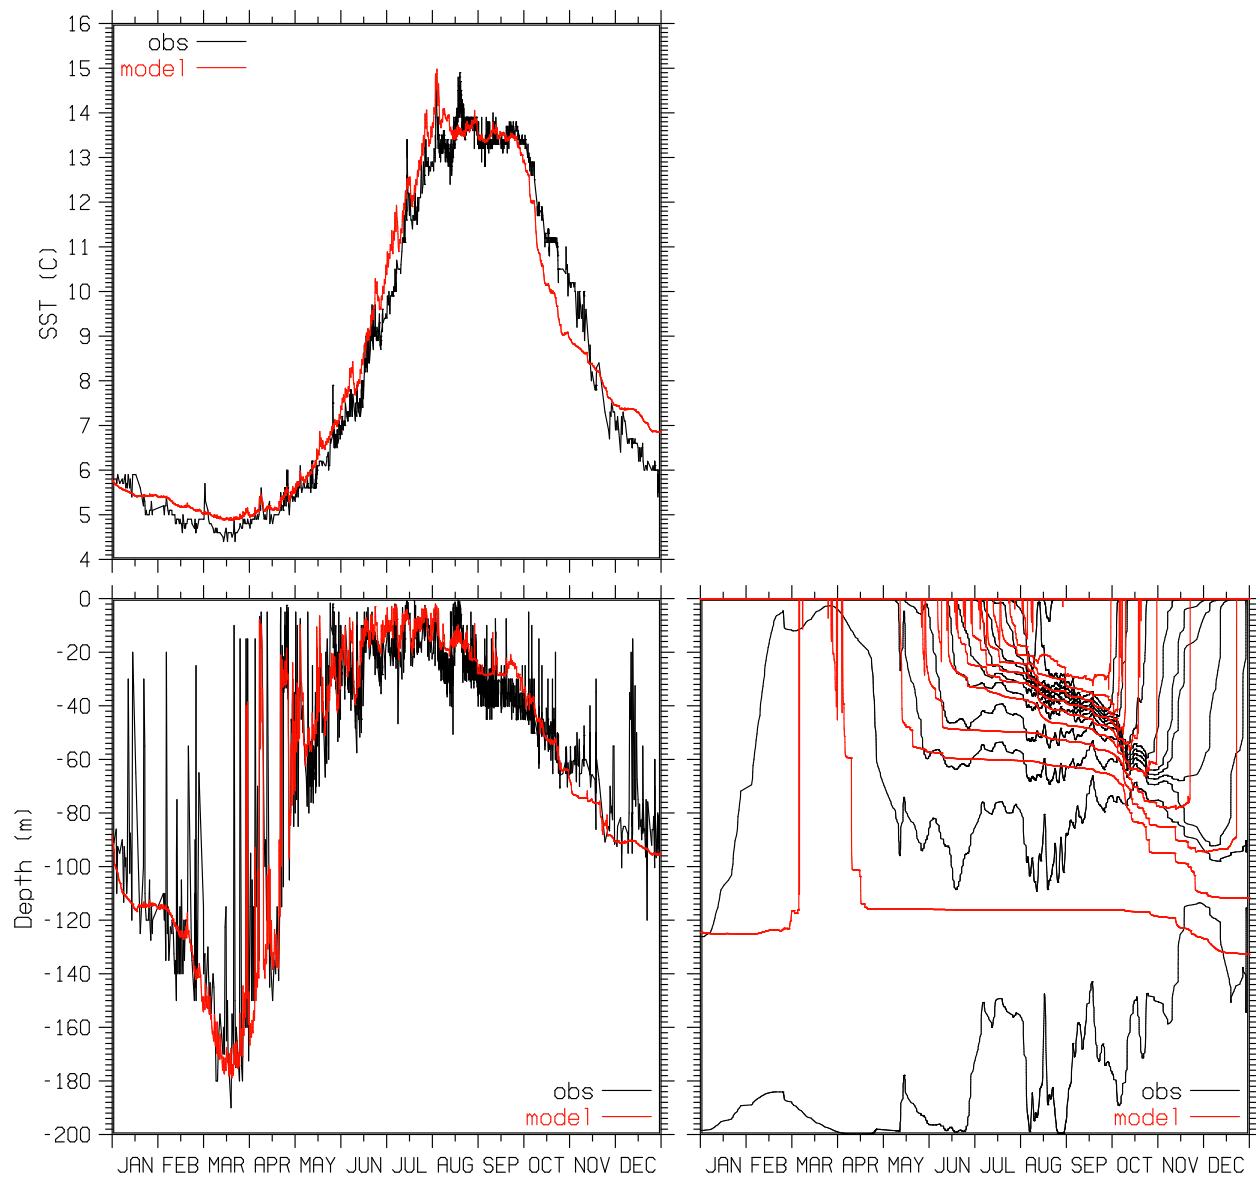 16
obs
model
15
14
13
12
11
10
9
8
7
6
5
4
SST (C)
0
-20
-40
-60
-80
-100
-120
-140
-160
-180
-200
Depth (m)
obs
model
JAN FEB MAR APR MAY JUN JUL AUG SEP OCT NOV DEC
obs
model
JAN FEB MAR APR MAY JUN JUL AUG SEP OCT NOV DEC